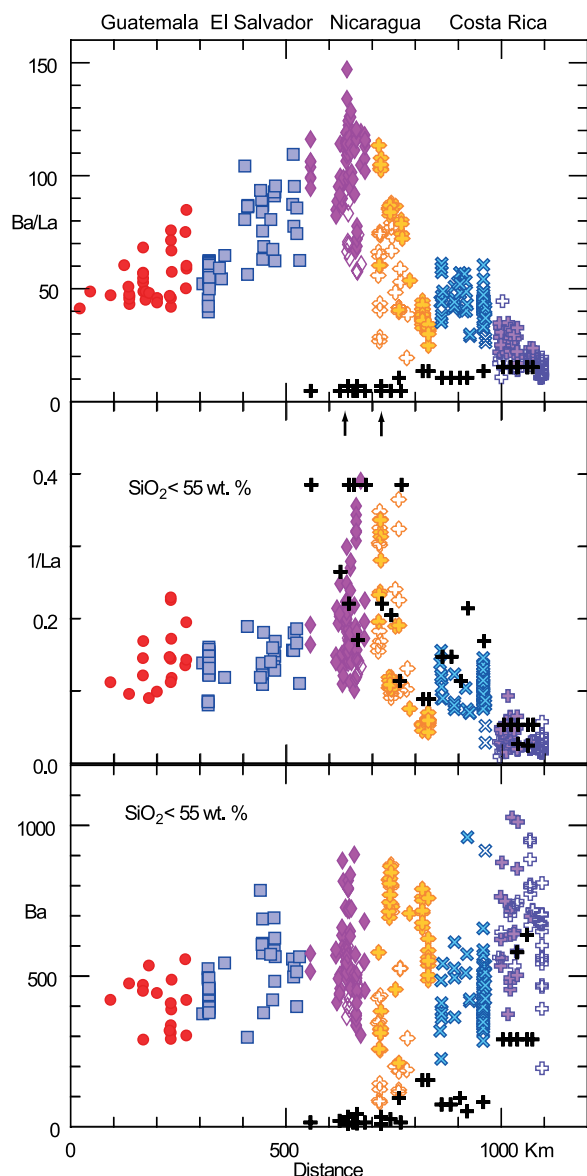 Guatemala El Salvador Nicaragua Costa Rica
150
100
Ba/La
50
0
SiO2< 55 wt. %
0.4
1/La
0.2
0.0
SiO2< 55 wt. %
1000
Ba
500
0
0 500 1000 Km
Distance